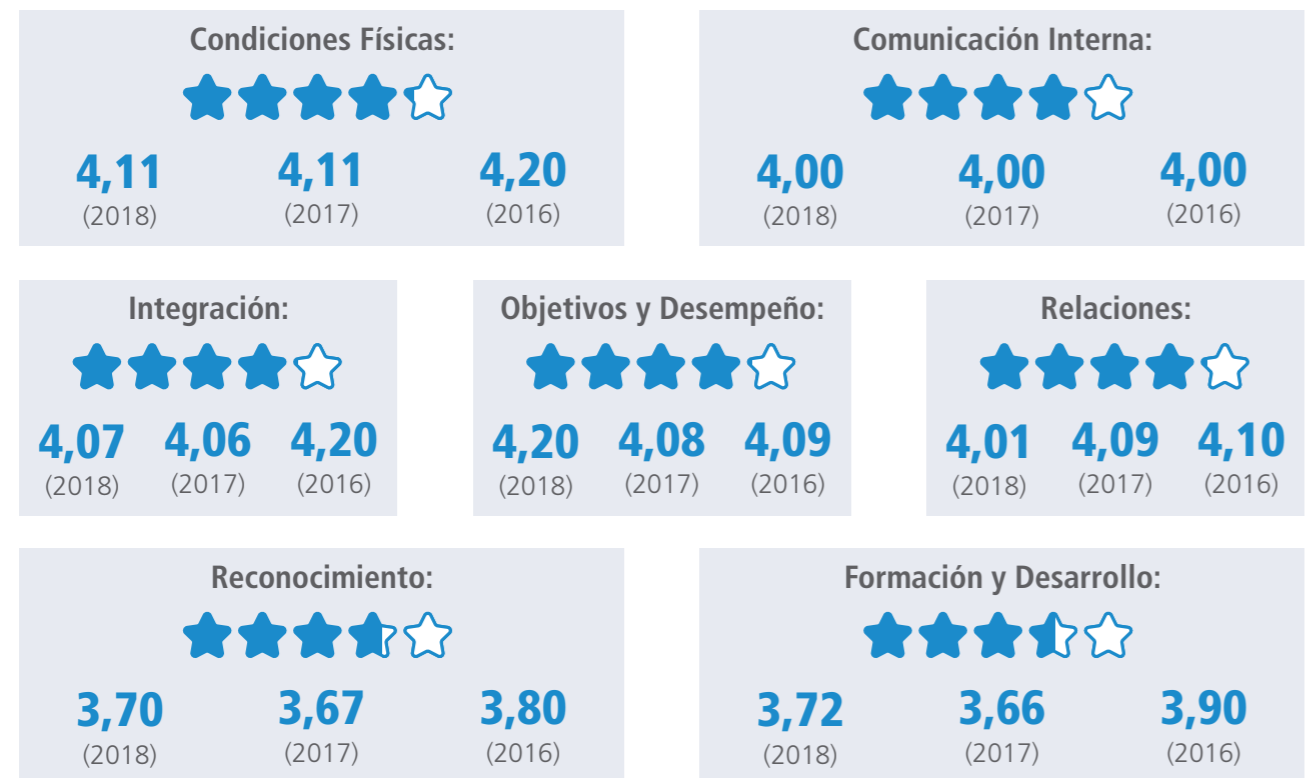 Condiciones Físicas:
4,11 4,11 4,20
(2018) (2017) (2016)
Comunicación Interna:
4,00 4,00 4,00
(2018) (2017) (2016)
Integración:
4,07 4,06 4,20
(2018) (2017) (2016)
Objetivos y Desempeño:
4,20 4,08 4,09
(2018) (2017) (2016)
Relaciones:
4,01 4,09 4,10
(2018) (2017) (2016)
Reconocimiento:
3,70 3,67 3,80
(2018) (2017) (2016)
Formación y Desarrollo:
3,72 3,66 3,90
(2018) (2017) (2016)